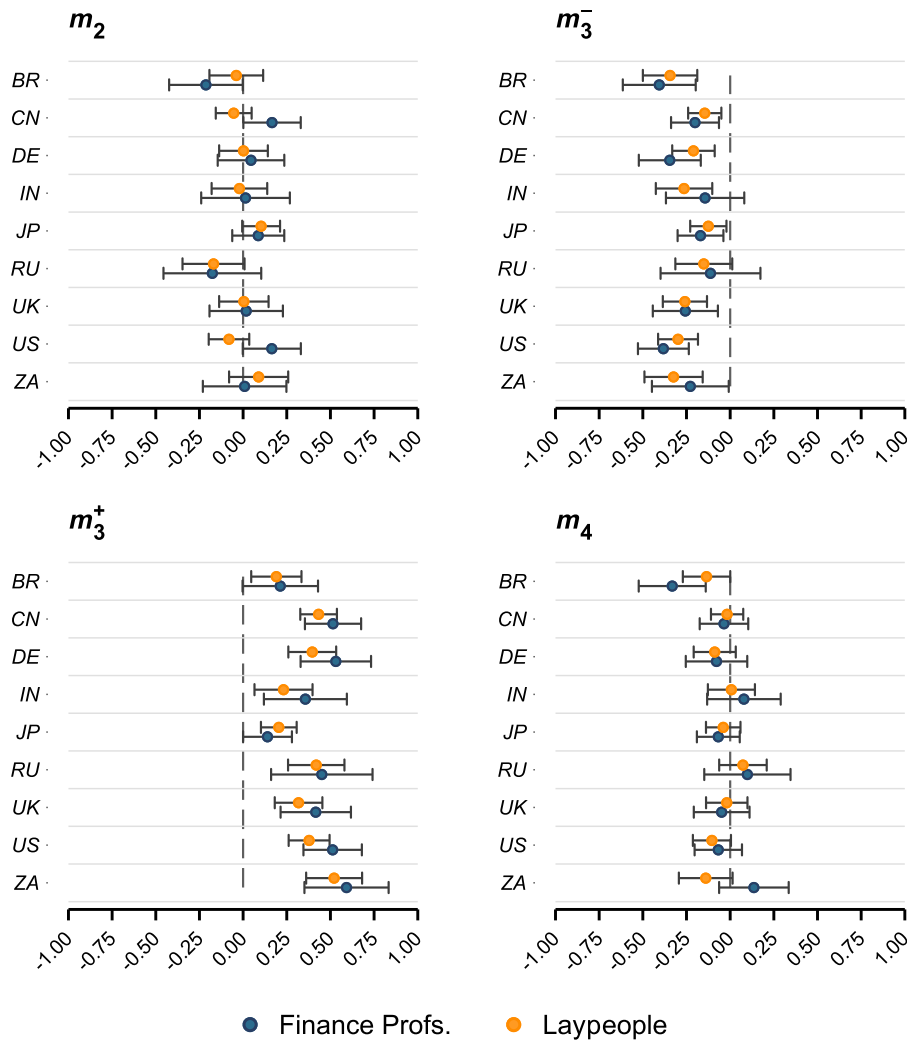 m2 m3−
BR BR
CN CN
DE DE
IN IN
JP JP
RU RU
UK UK
US US
ZA ZA
-1.00 -0.75 -0.50 -0.25 0.00 0.25 0.50 0.75 1.00 -1.00 -0.75 -0.50 -0.25 0.00 0.25 0.50 0.75 1.00
m3+ m4
BR BR
CN CN
DE DE
IN IN
JP JP
RU RU
UK UK
US US
ZA ZA
-1.00 -0.75 -0.50 -0.25 0.00 0.25 0.50 0.75 1.00 -1.00 -0.75 -0.50 -0.25 0.00 0.25 0.50 0.75 1.00
Finance Profs. Laypeople